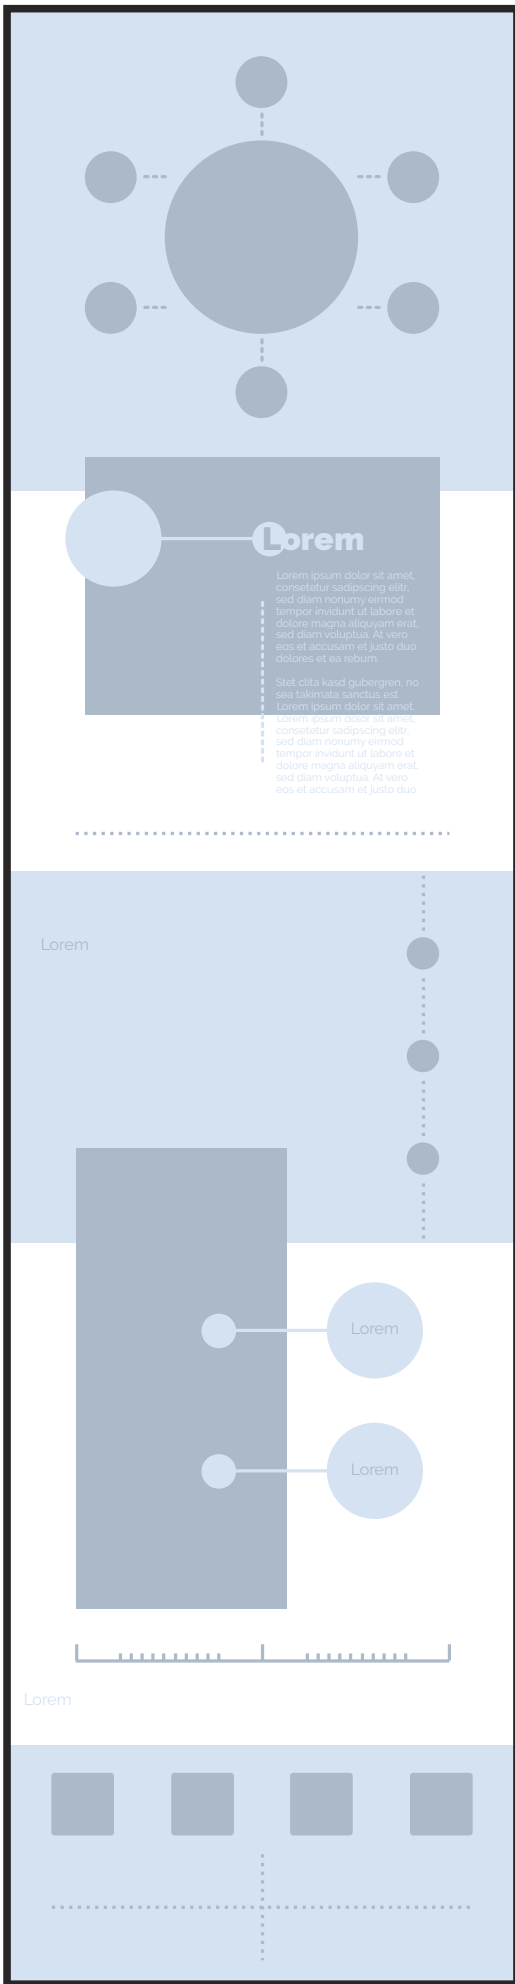 Lorem
Lorem ipsum dolor sit amet,
consetetur sadipscing elitr,
sed diam nonumy eirmod
tempor invidunt ut labore et
dolore magna aliquyam erat,
sed diam voluptua. At vero
eos et accusam et justo duo
dolores et ea rebum.
Stet clita kasd gubergren, no
sea takimata sanctus est
Lorem ipsum dolor sit amet.
Lorem ipsum dolor sit amet,
consetetur sadipscing elitr,
sed diam nonumy eirmod
tempor invidunt ut labore et
dolore magna aliquyam erat,
sed diam voluptua. At vero
eos et accusam et justo duo
Lorem
Lorem
Lorem
Lorem